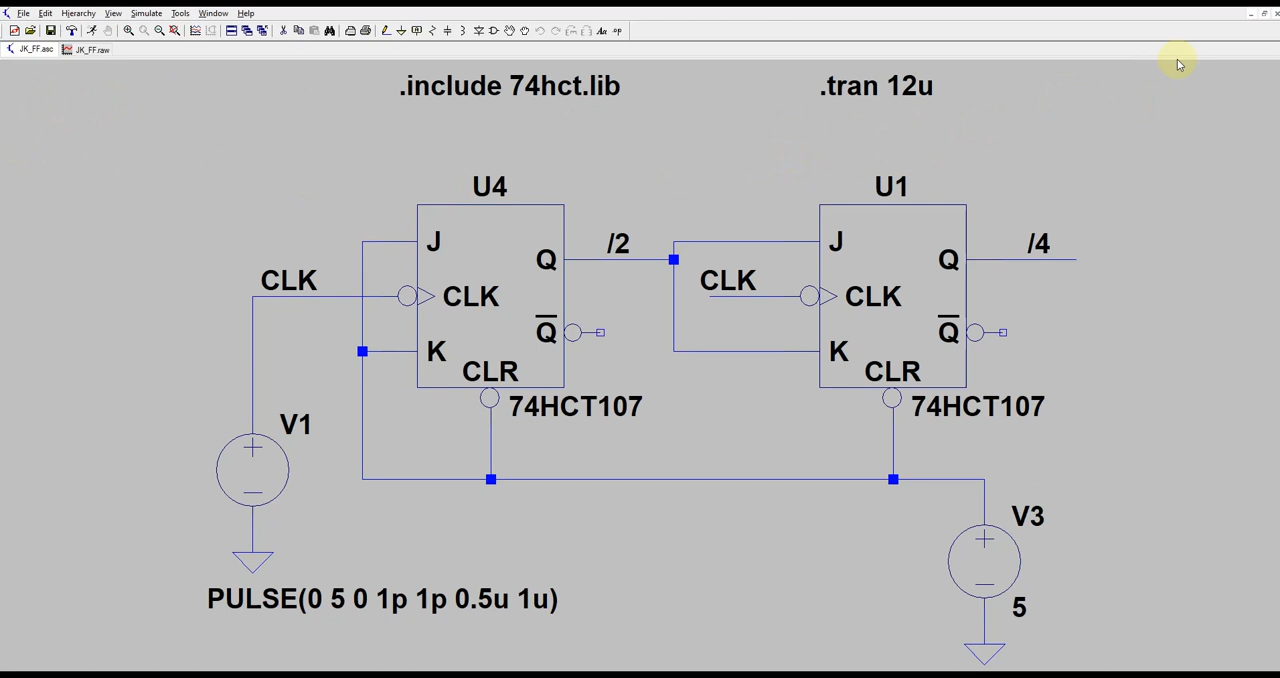 File Edit Hierarchy View Simulate Tools Window Help
JK_FF.asc JK_FF.raw
.include 74hct.lib .tran 12u
U4 U1
J J
/2 /4
Q Q
CLK CLK
CLK CLK
Q Q
K K
CLR CLR
74HCT107 74HCT107
V1
V3
PULSE(0 5 0 1p 1p 0.5u 1u)
5